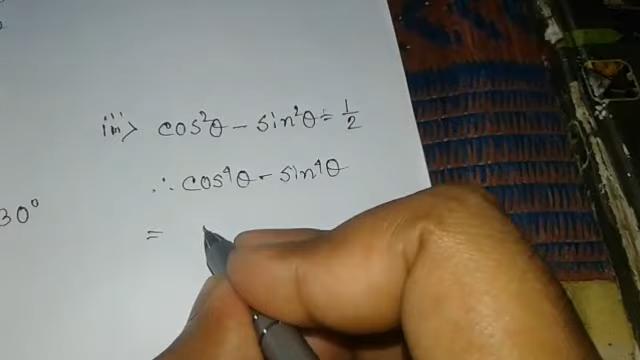 iii> cos²θ - sin²θ = 1/2
∴ cos⁴θ - sin⁴θ
30°
=